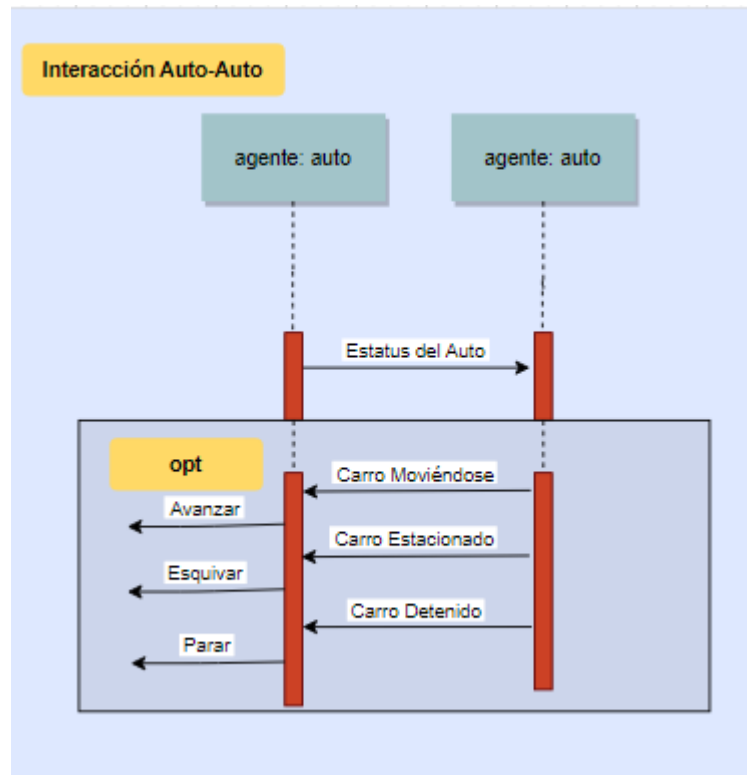 Interacción Auto-Auto
agente: auto
agente: auto
Estatus del Auto
opt
Carro Moviéndose
Avanzar
Carro Estacionado
Esquivar
Carro Detenido
Parar